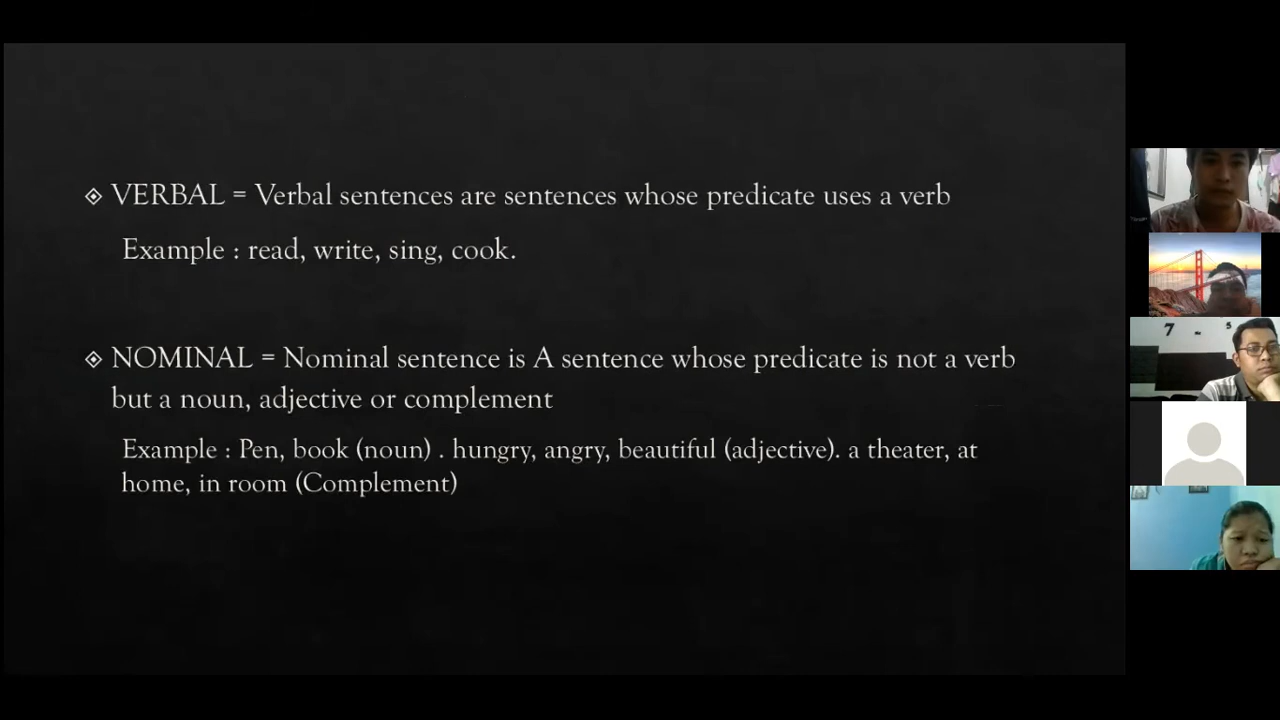 VERBAL = Verbal sentences are sentences whose predicate uses a verb
Example : read, write, sing, cook.
NOMINAL = Nominal sentence is A sentence whose predicate is not a verb
but a noun, adjective or complement
Example : Pen, book (noun) . hungry, angry, beautiful (adjective). a theater, at
home, in room (Complement)
7
5